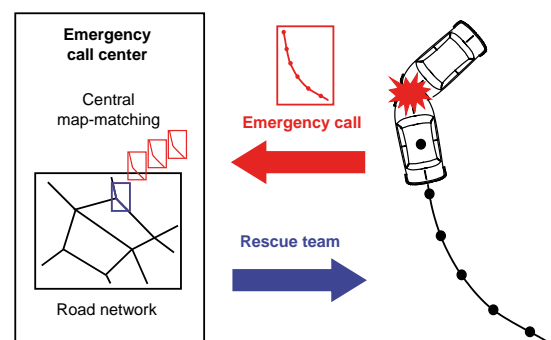 Emergency
call center
Central
map-matching
Road network
Emergency call
Rescue team